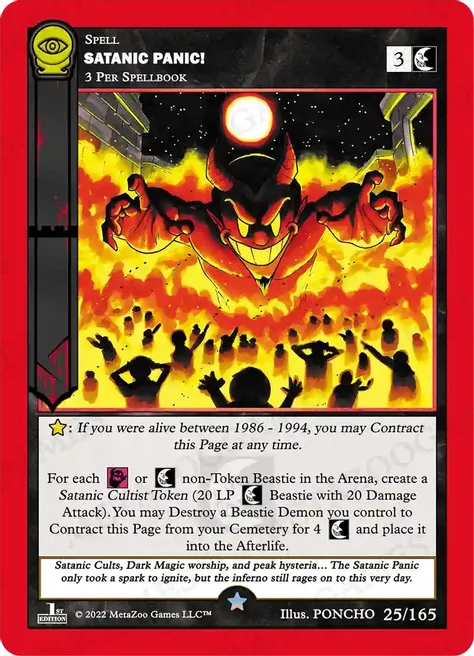 SPELL
SATANIC PANIC!
3 PER SPELLBOOK
3
: If you were alive between 1986 - 1994, you may Contract
this Page at any time.
For each or non-Token Beastie in the Arena, create a
Satanic Cultist Token (20 LP Beastie with 20 Damage
Attack). You may Destroy a Beastie Demon you control to
Contract this Page from your Cemetery for 4 and place it
into the Afterlife.
Satanic Cults, Dark Magic worship, and peak hysteria... The Satanic Panic
only took a spark to ignite, but the inferno still rages on to this very day.
1ST
EDITION
© 2022 MetaZoo Games LLC™
Illus. PONCHO 25/165